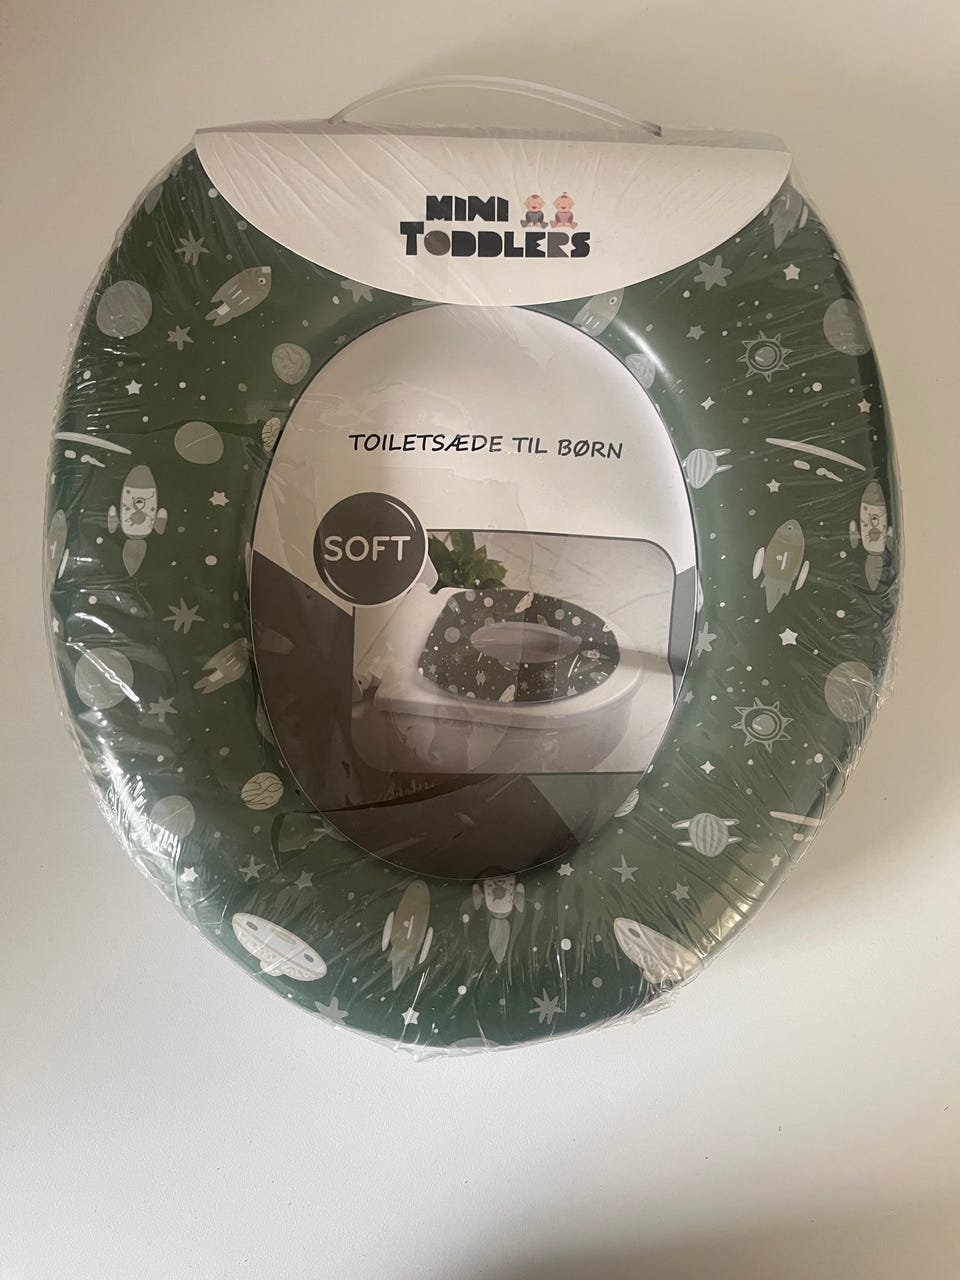 MINI
TODDLERS
TOILETSÆDE TIL BØRN
SOFT